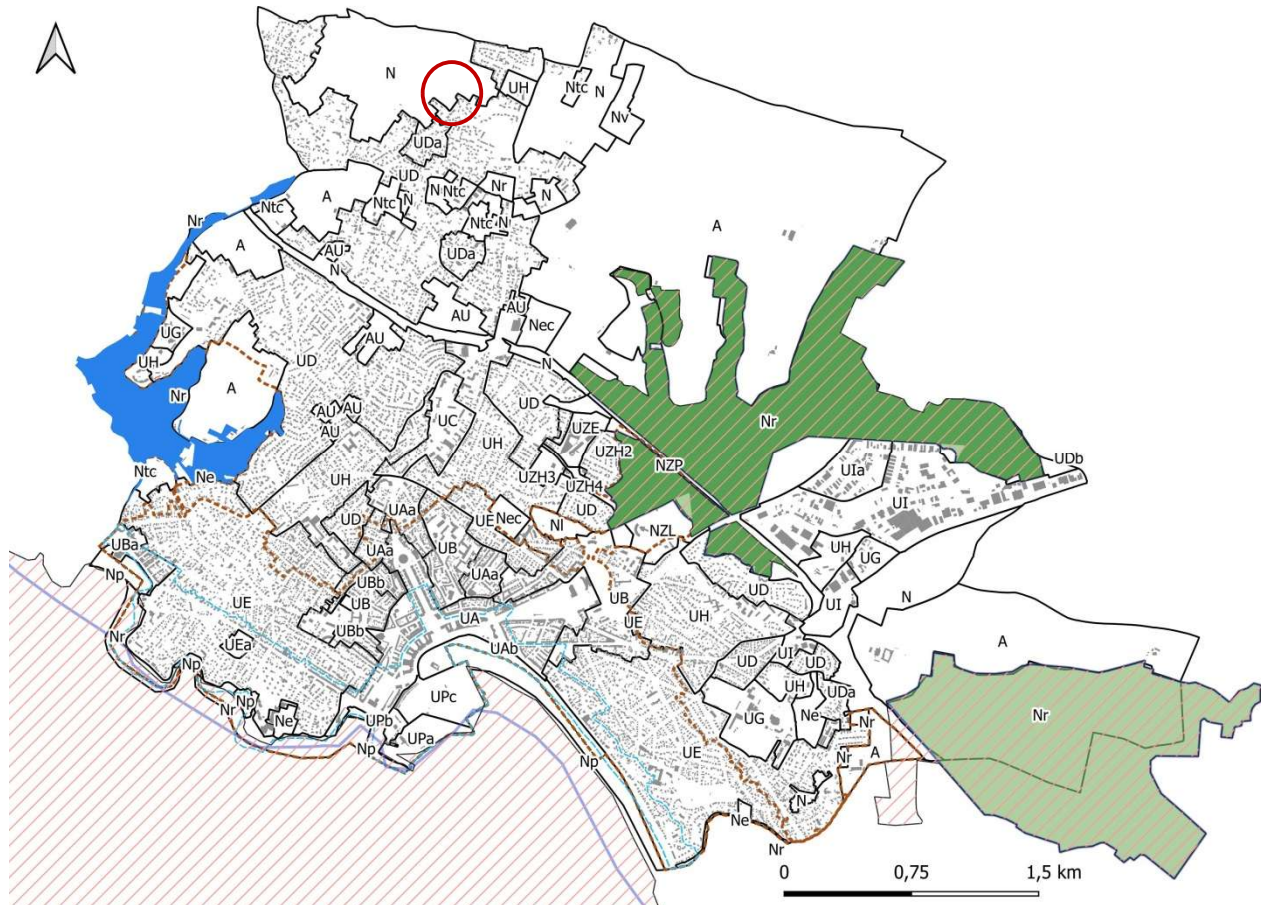 N
UH
Ntc
N
Nv
UDa
UD
N
Ntc
Nr
N
A
Ntc
N
Ntc
Ntc
N
Nr
A
UDa
A
AU
N
AU
AU
Nec
UG
AU
UD
N
UH
Nr
A
UD
AU
AU
AU
UC
UH
UZE
Nr
UZH2
NZP
UDb
UIa
UZH3
UZH4
UI
Ntc
Ne
UH
UAa
UE
Nec
UD
Nl
UD
NZL
UBa
UAa
UB
UH
UG
Np
UBb
UAa
UD
UE
UB
UB
UH
UI
N
UBb
UA
UE
Nr
UEa
UAb
UD
UI
UD
A
Np
UH
UDa
Nr
Nr
Ne
UPc
UG
Ne
Nr
UPb
UPa
Np
UE
Nr
A
Np
N
Ne
Nr
0 0,75 1,5 km